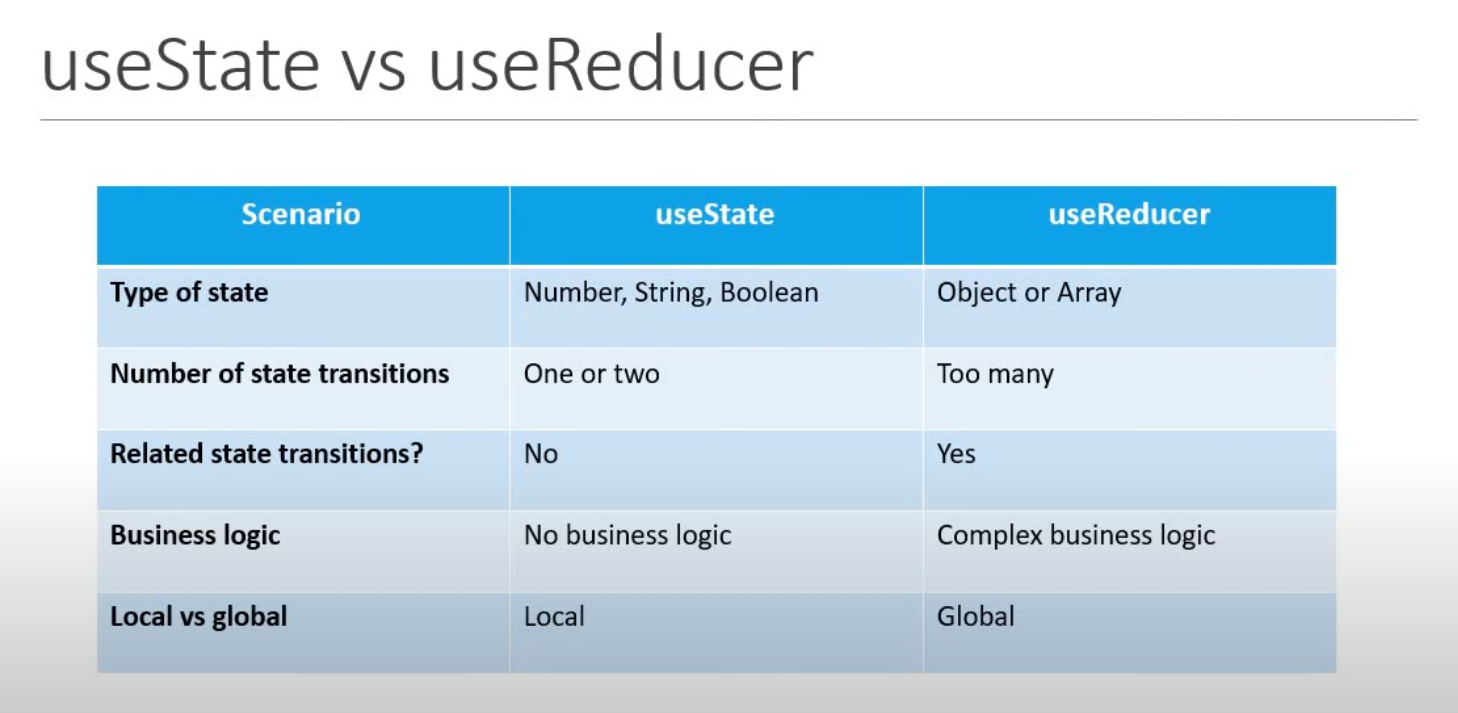 useState vs useReducer
Scenario useState useReducer
Type of state Number, String, Boolean Object or Array
Number of state transitions One or two Too many
Related state transitions? No Yes
Business logic No business logic Complex business logic
Local vs global Local Global